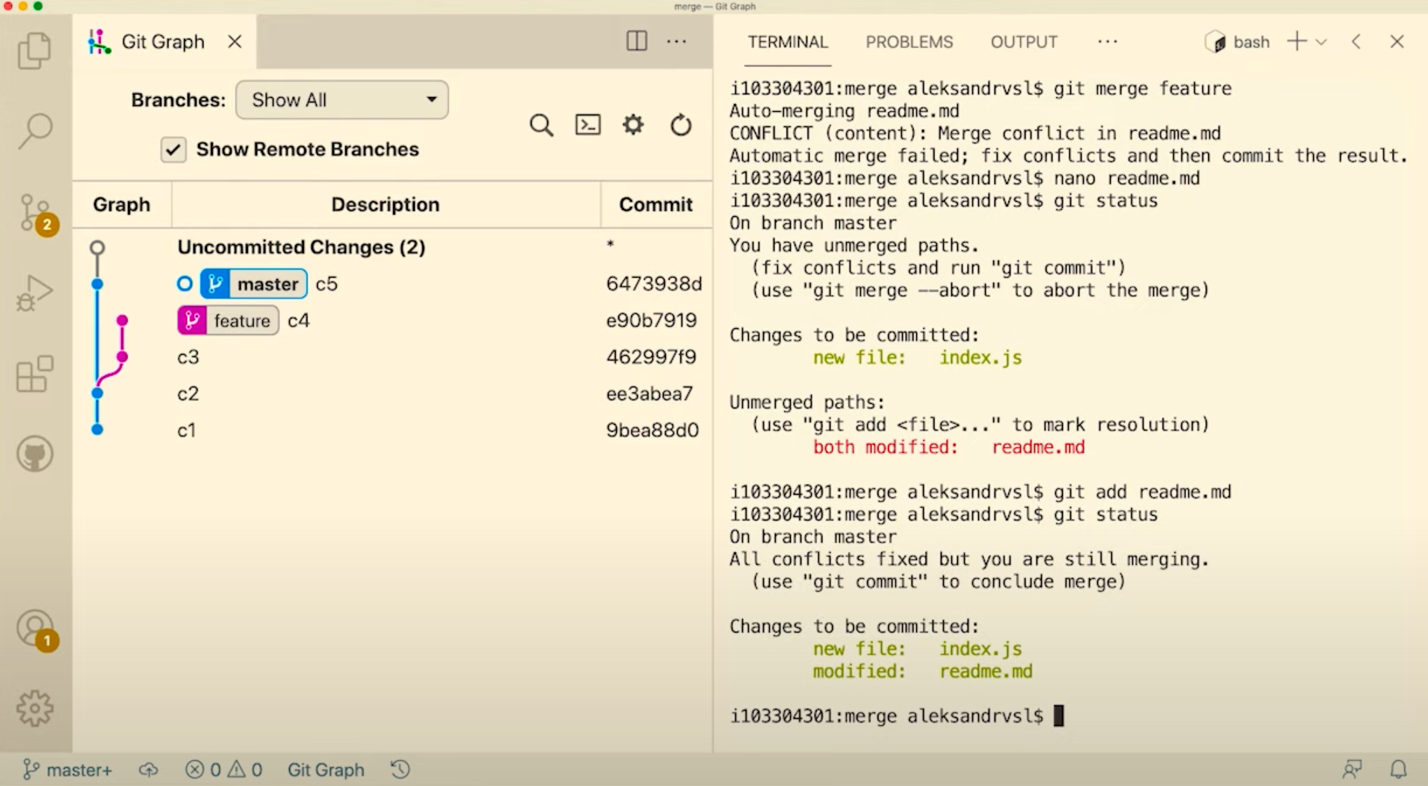 merge — Git Graph
Git Graph
Branches: Show All
Show Remote Branches
Graph Description Commit
Uncommitted Changes (2) *
master c5 6473938d
feature c4 e90b7919
c3 462997f9
c2 ee3abea7
c1 9bea88d0
2
1
TERMINAL PROBLEMS OUTPUT ··· bash
i103304301:merge aleksandrvsl$ git merge feature
Auto-merging readme.md
CONFLICT (content): Merge conflict in readme.md
Automatic merge failed; fix conflicts and then commit the result.
i103304301:merge aleksandrvsl$ nano readme.md
i103304301:merge aleksandrvsl$ git status
On branch master
You have unmerged paths.
(fix conflicts and run "git commit")
(use "git merge --abort" to abort the merge)
Changes to be committed:
new file: index.js
Unmerged paths:
(use "git add <file>..." to mark resolution)
both modified: readme.md
i103304301:merge aleksandrvsl$ git add readme.md
i103304301:merge aleksandrvsl$ git status
On branch master
All conflicts fixed but you are still merging.
(use "git commit" to conclude merge)
Changes to be committed:
new file: index.js
modified: readme.md
i103304301:merge aleksandrvsl$
master+ 0 0 Git Graph